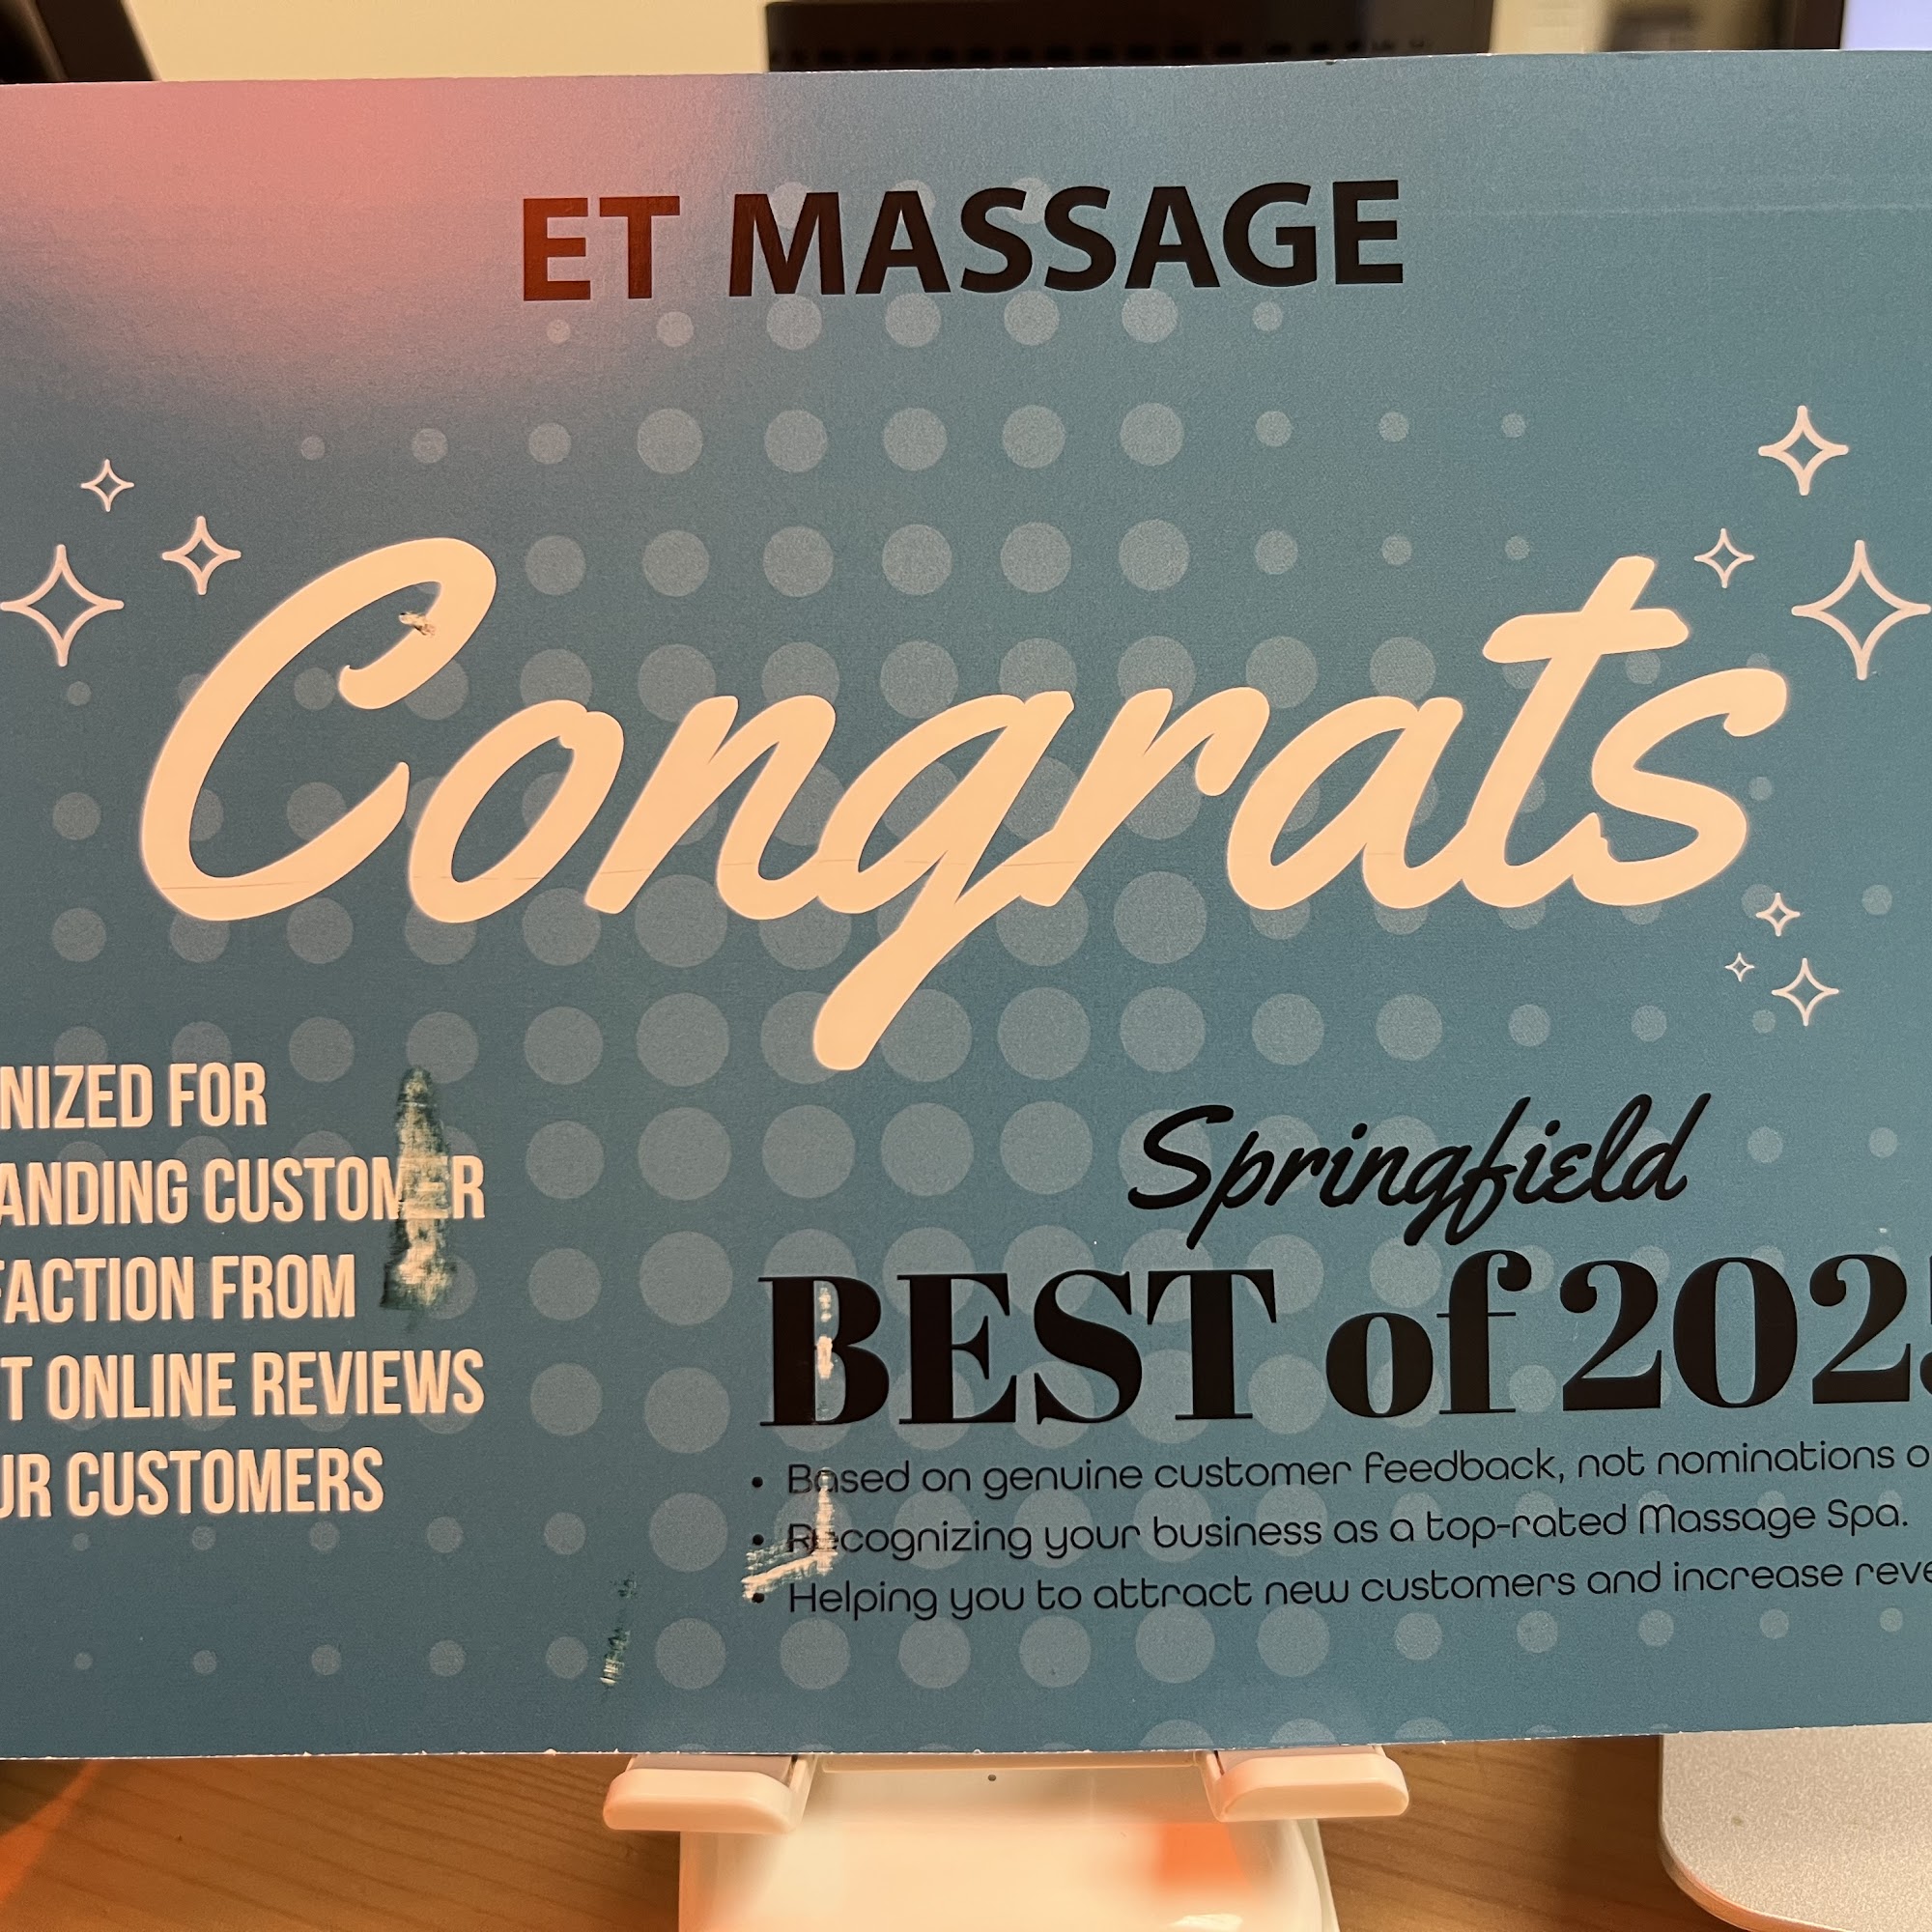 ET MASSAGE
Congrats
NIZED FOR
ANDING CUSTOMER
FACTION FROM
T ONLINE REVIEWS
UR CUSTOMERS
Springfield
BEST of 202
• Based on genuine customer feedback, not nominations o
• Recognizing your business as a top-rated Massage Spa.
• Helping you to attract new customers and increase reve